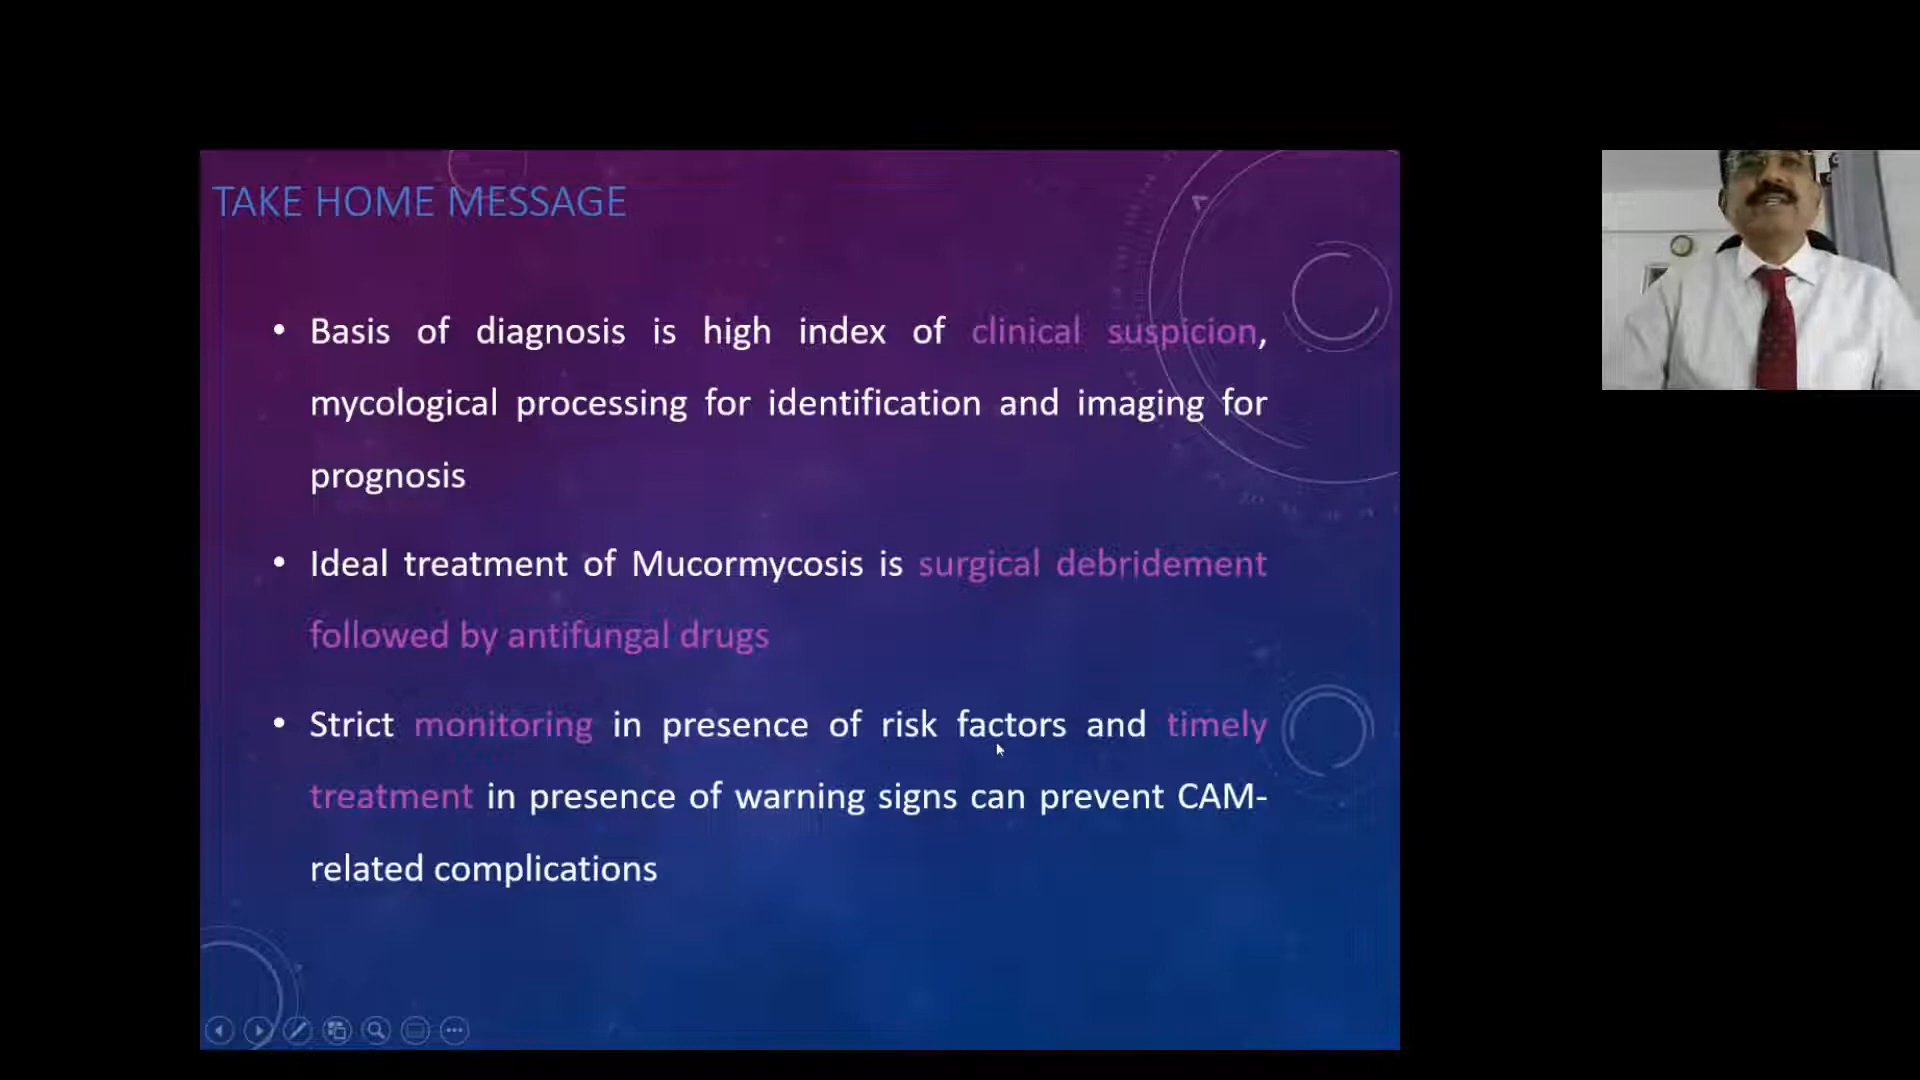 TAKE HOME MESSAGE
• Basis of diagnosis is high index of clinical suspicion,
mycological processing for identification and imaging for
prognosis
• Ideal treatment of Mucormycosis is surgical debridement
followed by antifungal drugs
• Strict monitoring in presence of risk factors and timely
treatment in presence of warning signs can prevent CAM-
related complications